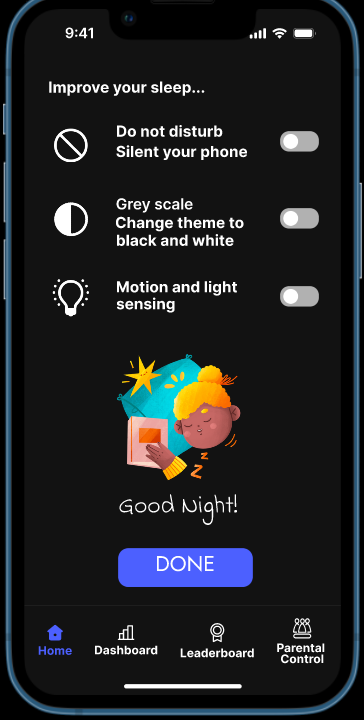 9:41
Improve your sleep...
Do not disturb
Silent your phone
Grey scale
Change theme to
black and white
Motion and light
sensing
z
z
Good Night!
DONE
Home
Dashboard
Leaderboard
Parental
Control